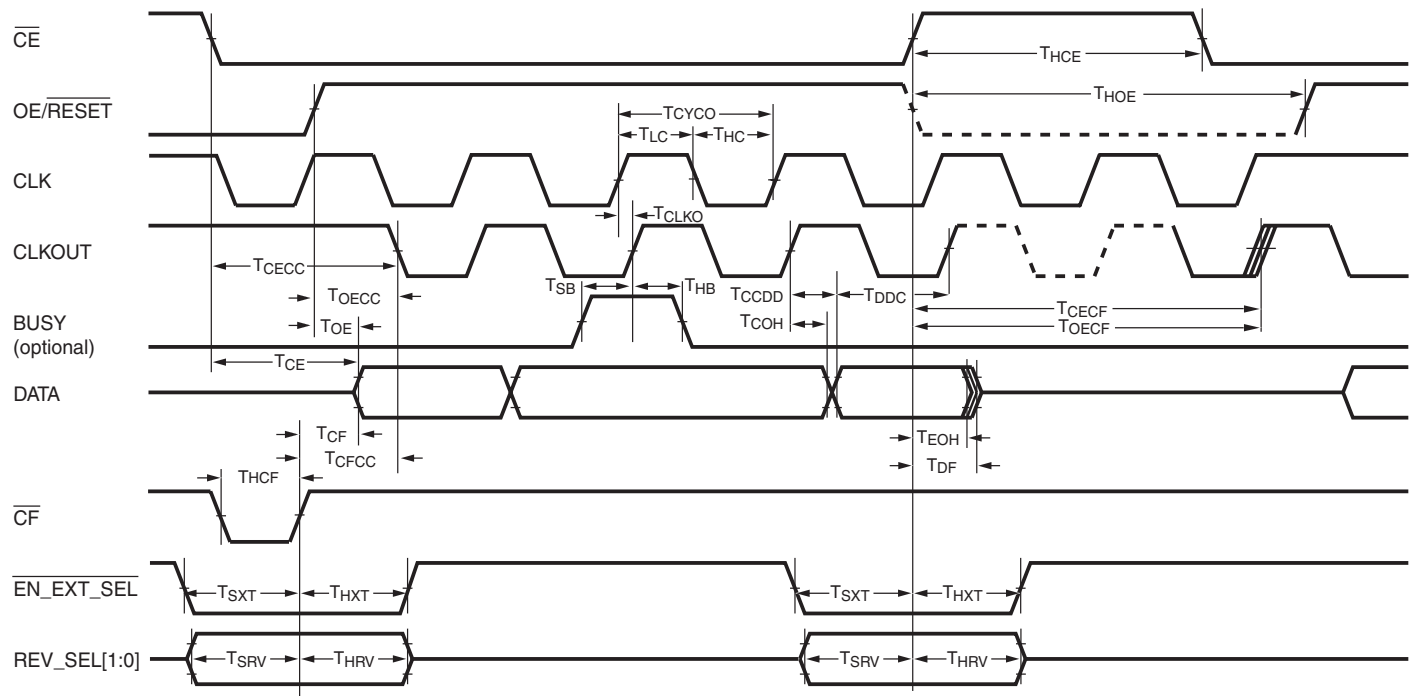 CE
THCE
OE/RESET
THOE
TCYCO
TLC
THC
CLK
TCLKO
CLKOUT
TCECC
TSB
THB
TCCDD
TDDC
TOECC
TCECF
TCOH
TOECF
TOE
BUSY
(optional)
TCE
DATA
TCF
TEOH
TCFCC
TDF
THCF
CF
EN_EXT_SEL
TSXT
THXT
TSXT
THXT
REV_SEL[1:0]
TSRV
THRV
TSRV
THRV